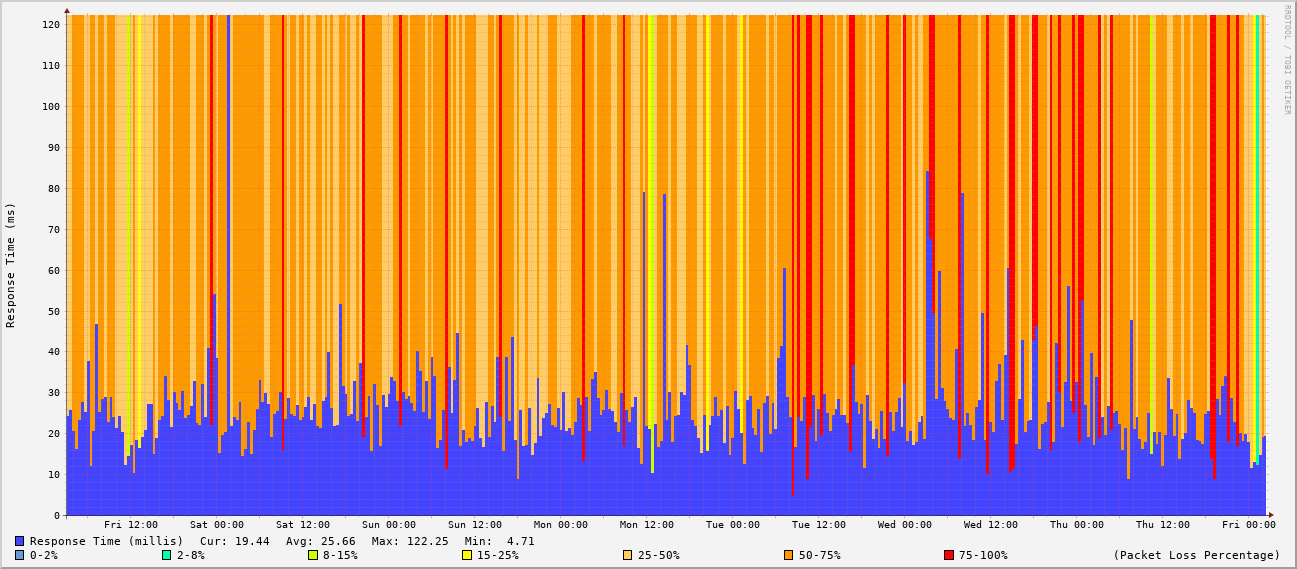 RRDTOOL / TOBI OETIKER
Response Time (ms)
120
110
100
90
80
70
60
50
40
30
20
10
0
Fri 12:00 Sat 00:00 Sat 12:00 Sun 00:00 Sun 12:00 Mon 00:00 Mon 12:00 Tue 00:00 Tue 12:00 Wed 00:00 Wed 12:00 Thu 00:00 Thu 12:00 Fri 00:00
Response Time (millis) Cur: 19.44 Avg: 25.66 Max: 122.25 Min: 4.71
0-2% 2-8% 8-15% 15-25% 25-50% 50-75% 75-100% (Packet Loss Percentage)